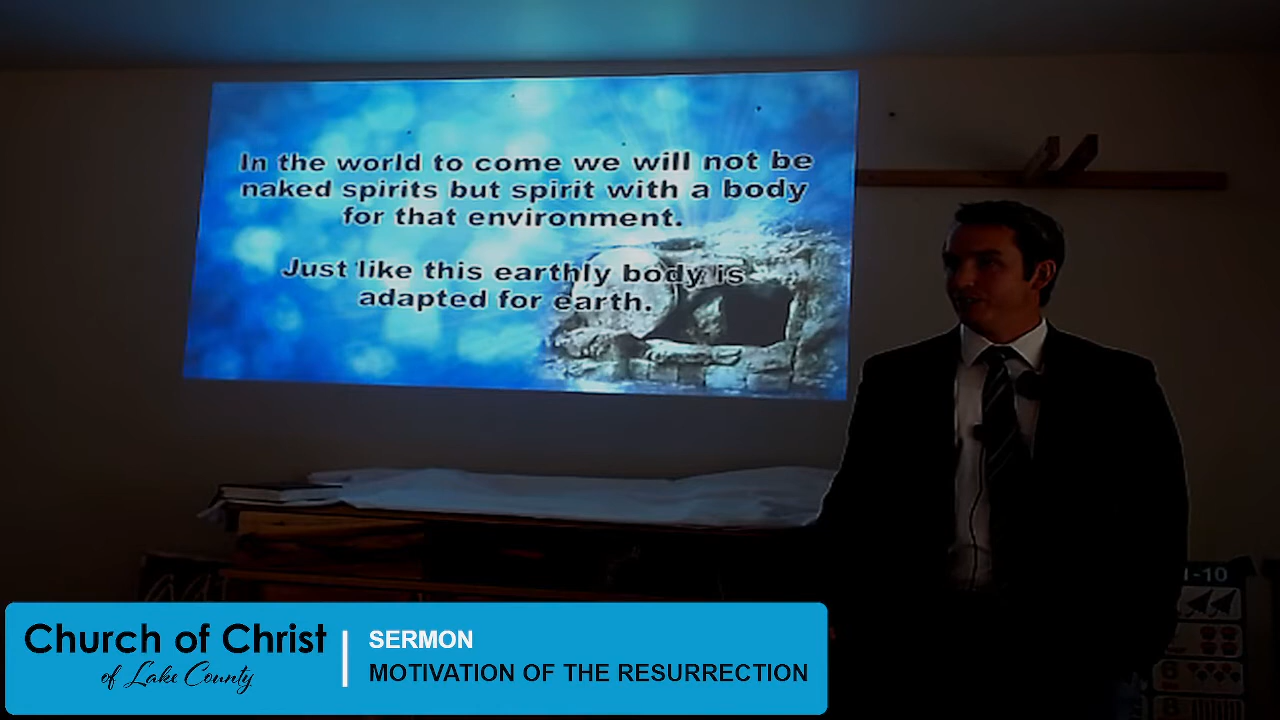 In the world to come we will not be
naked spirits but spirit with a body
for that environment.
Just like this earthly body is
adapted for earth.
1-10
Church of Christ
of Lake County
SERMON
MOTIVATION OF THE RESURRECTION